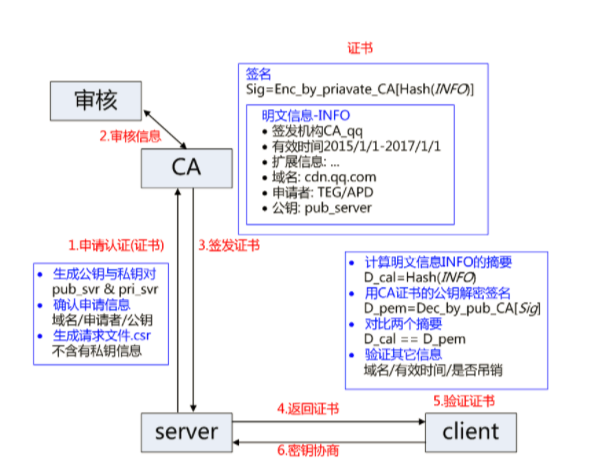 证书
签名
Sig=Enc_by_priavate_CA[Hash(INFO)]
明文信息-INFO
• 签发机构CA_qq
• 有效时间2015/1/1-2017/1/1
• 扩展信息: ...
• 域名: cdn.qq.com
• 申请者: TEG/APD
• 公钥: pub_server
审核
2.审核信息
CA
1.申请认证(证书)
3.签发证书
• 生成公钥与私钥对
pub_svr & pri_svr
• 确认申请信息
域名/申请者/公钥
• 生成请求文件.csr
不含有私钥信息
• 计算明文信息INFO的摘要
D_cal=Hash(INFO)
• 用CA证书的公钥解密签名
D_pem=Dec_by_pub_CA[Sig]
• 对比两个摘要
D_cal == D_pem
• 验证其它信息
域名/有效时间/是否吊销
4.返回证书
5.验证证书
server
client
6.密钥协商